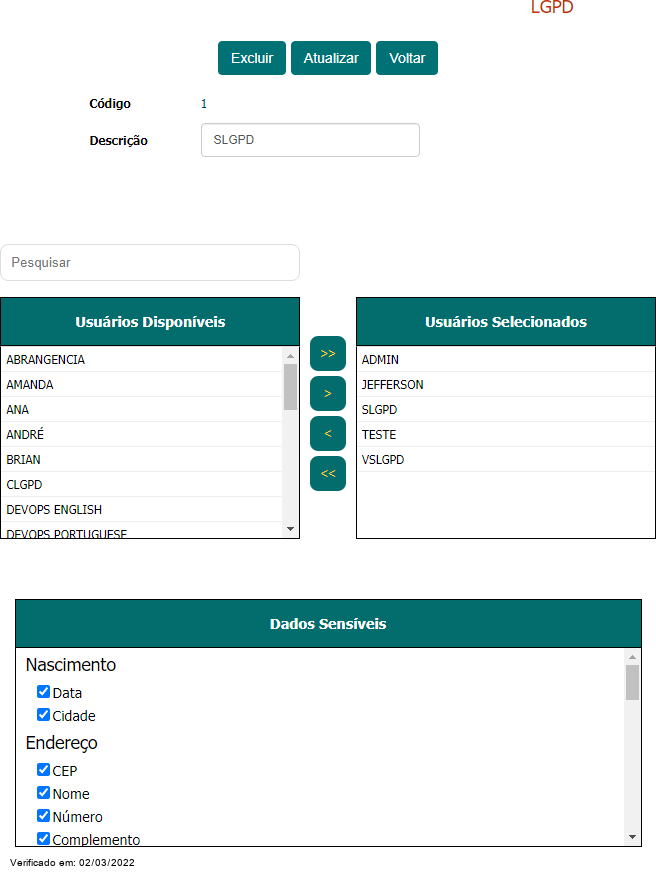 LGPD
Excluir Atualizar Voltar
Código 1
Descrição SLGPD
Pesquisar
Usuários Disponíveis
ABRANGENCIA
AMANDA
ANA
ANDRÉ
BRIAN
CLGPD
DEVOPS ENGLISH
DEVOPS PORTUGUESE
>>
>
<
<<
Usuários Selecionados
ADMIN
JEFFERSON
SLGPD
TESTE
VSLGPD
Dados Sensíveis
Nascimento
Data
Cidade
Endereço
CEP
Nome
Número
Complemento
Verificado em: 02/03/2022